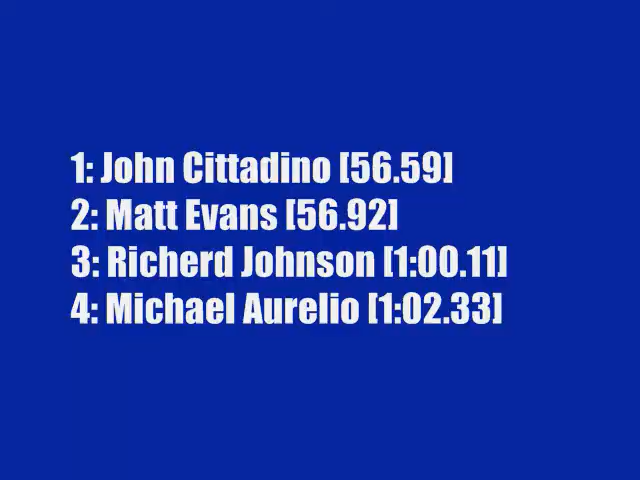 1: John Cittadino [56.59]
2: Matt Evans [56.92]
3: Richerd Johnson [1:00.11]
4: Michael Aurelio [1:02.33]